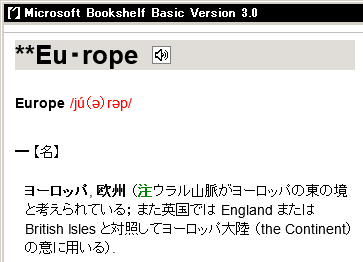 Microsoft Bookshelf Basic Version 3.0
**Eu・rope
Europe /jú(ə)rəp/
━【名】
ヨーロッパ, 欧州 (注ウラル山脈がヨーロッパの東の境
と考えられている; また英国では England または
British Isles と対照してヨーロッパ大陸 (the Continent)
の意に用いる).